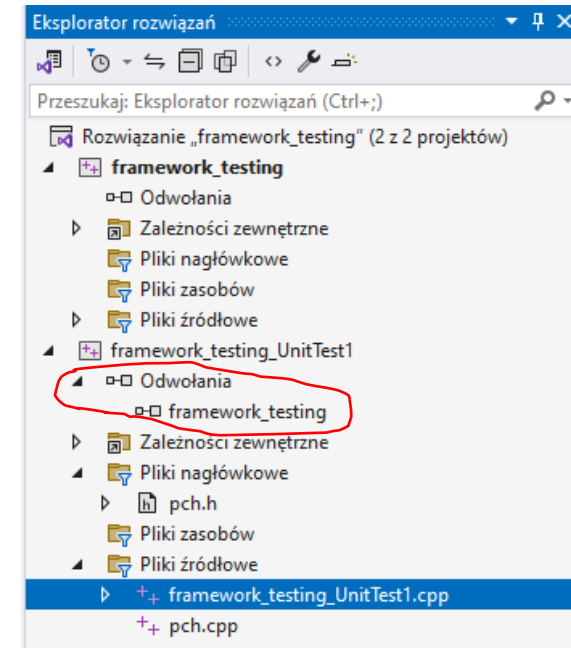 Eksplorator rozwiązań
Przeszukaj: Eksplorator rozwiązań (Ctrl+;)
Rozwiązanie „framework_testing” (2 z 2 projektów)
framework_testing
Odwołania
Zależności zewnętrzne
Pliki nagłówkowe
Pliki zasobów
Pliki źródłowe
framework_testing_UnitTest1
Odwołania
framework_testing
Zależności zewnętrzne
Pliki nagłówkowe
pch.h
Pliki zasobów
Pliki źródłowe
framework_testing_UnitTest1.cpp
pch.cpp